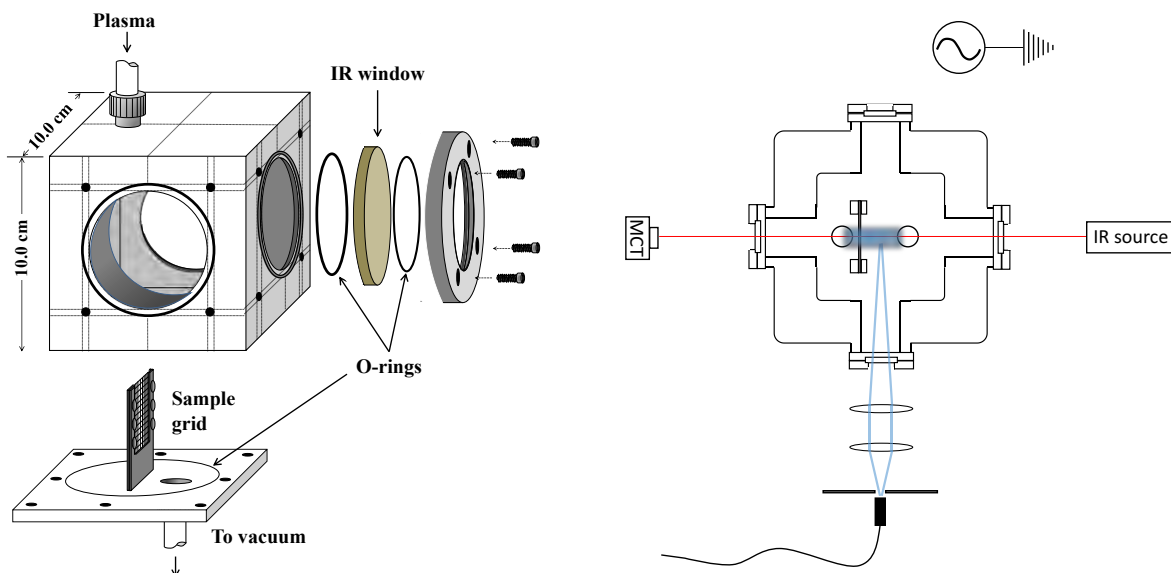 Plasma
IR window
10.0 cm
10.0 cm
O-rings
Sample
grid
To vacuum
MCT
IR source